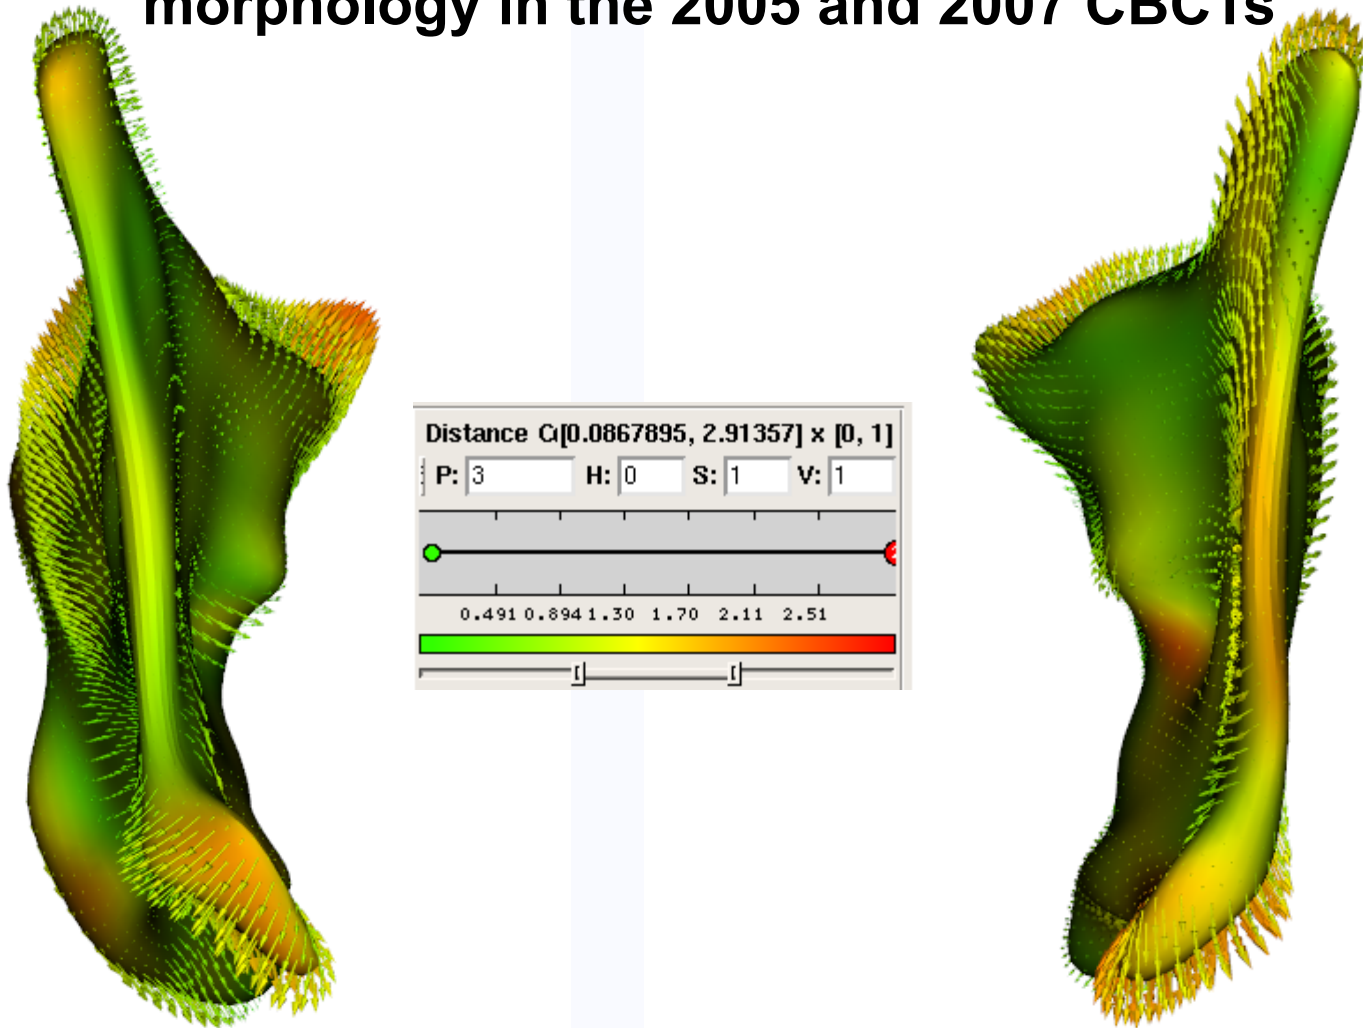 morphology in the 2005 and 2007 CBCTs
Distance C([0.0867895, 2.91357] x [0, 1]
P: 3 H: 0 S: 1 V: 1
0.491 0.894 1.30 1.70 2.11 2.51